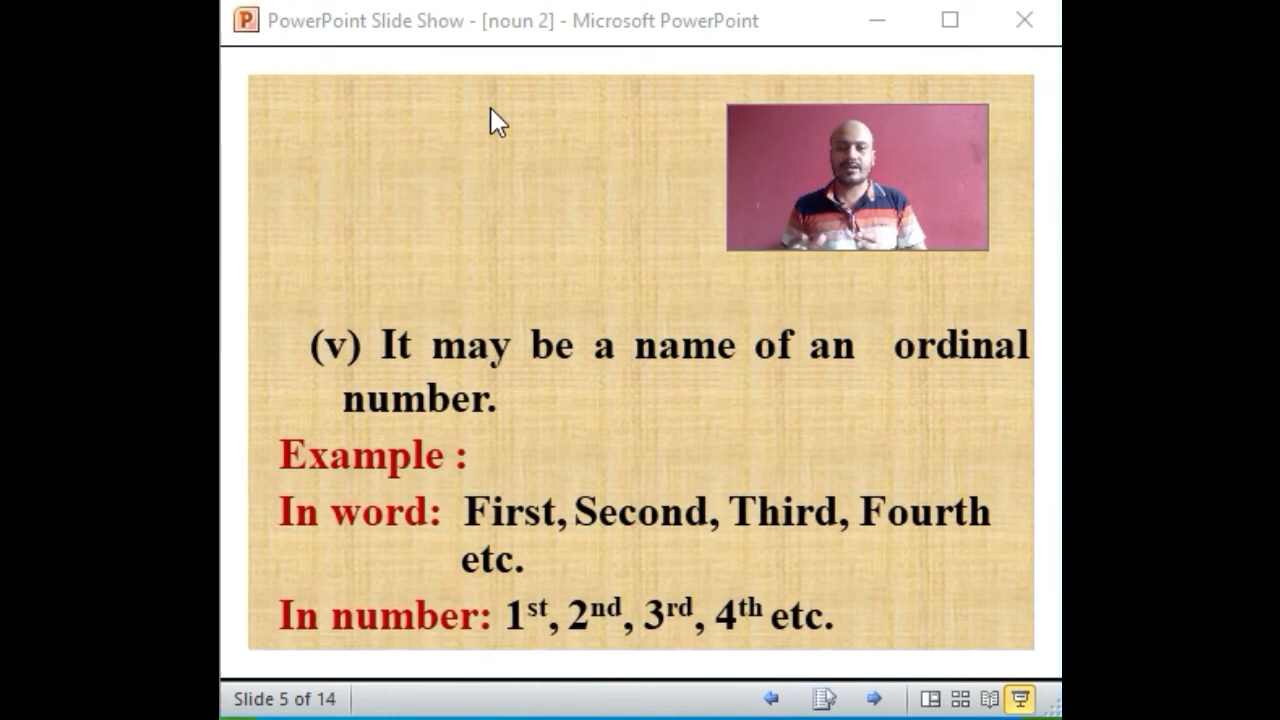 PowerPoint Slide Show - [noun 2] - Microsoft PowerPoint
(v) It may be a name of an ordinal
number.
Example :
In word: First, Second, Third, Fourth
etc.
In number: 1st, 2nd, 3rd, 4th etc.
Slide 5 of 14